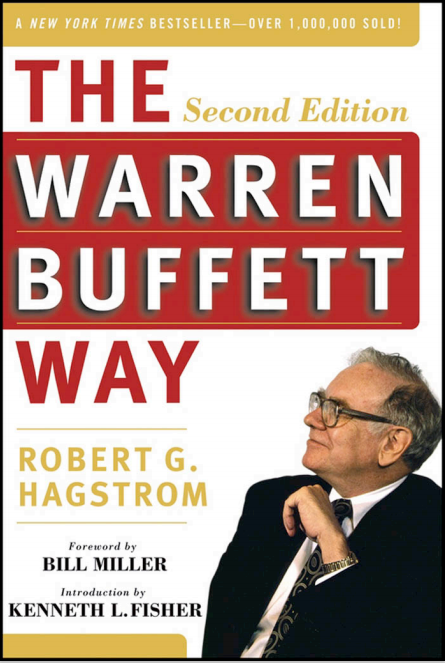 A NEW YORK TIMES BESTSELLER—OVER 1,000,000 SOLD!
THE
Second Edition
WARREN
BUFFETT
WAY
ROBERT G.
HAGSTROM
Foreword by
BILL MILLER
Introduction by
KENNETH L. FISHER